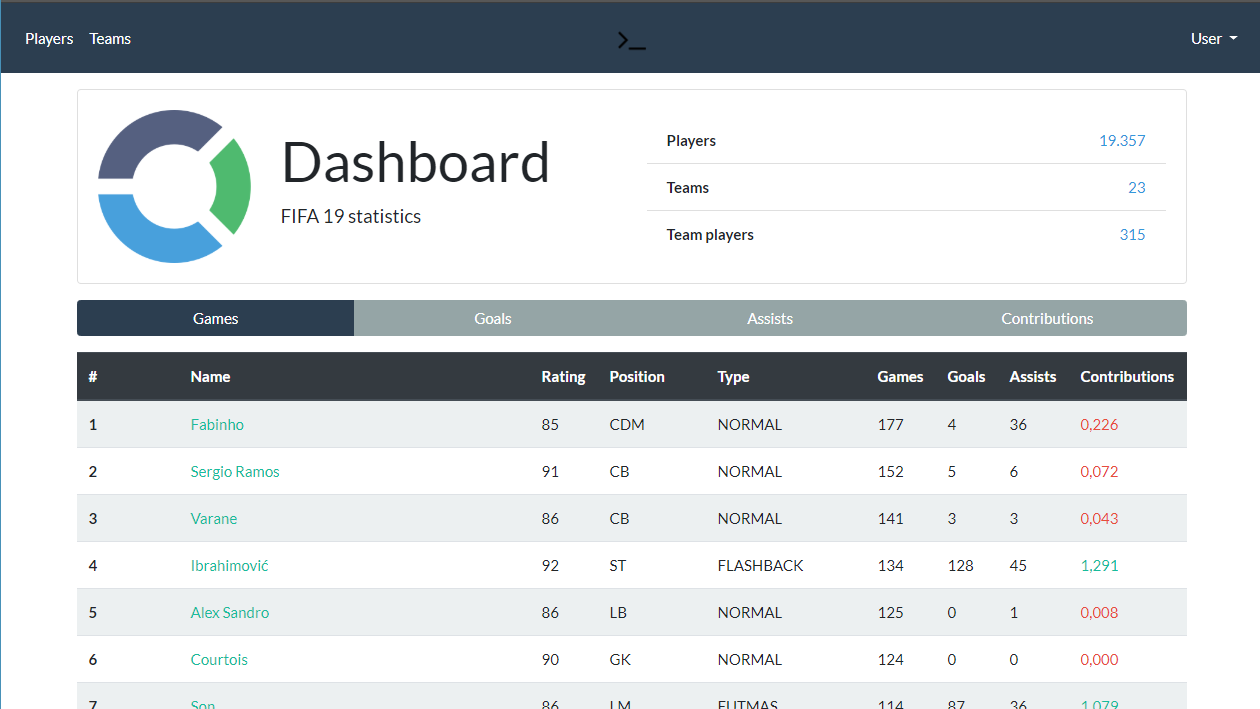 Players Teams >_ User
Dashboard
FIFA 19 statistics
Players 19.357
Teams 23
Team players 315
Games Goals Assists Contributions
# Name Rating Position Type Games Goals Assists Contributions
1 Fabinho 85 CDM NORMAL 177 4 36 0,226
2 Sergio Ramos 91 CB NORMAL 152 5 6 0,072
3 Varane 86 CB NORMAL 141 3 3 0,043
4 Ibrahimović 92 ST FLASHBACK 134 128 45 1,291
5 Alex Sandro 86 LB NORMAL 125 0 1 0,008
6 Courtois 90 GK NORMAL 124 0 0 0,000
7 Son 86 LM FUTMAS 114 87 36 1,079